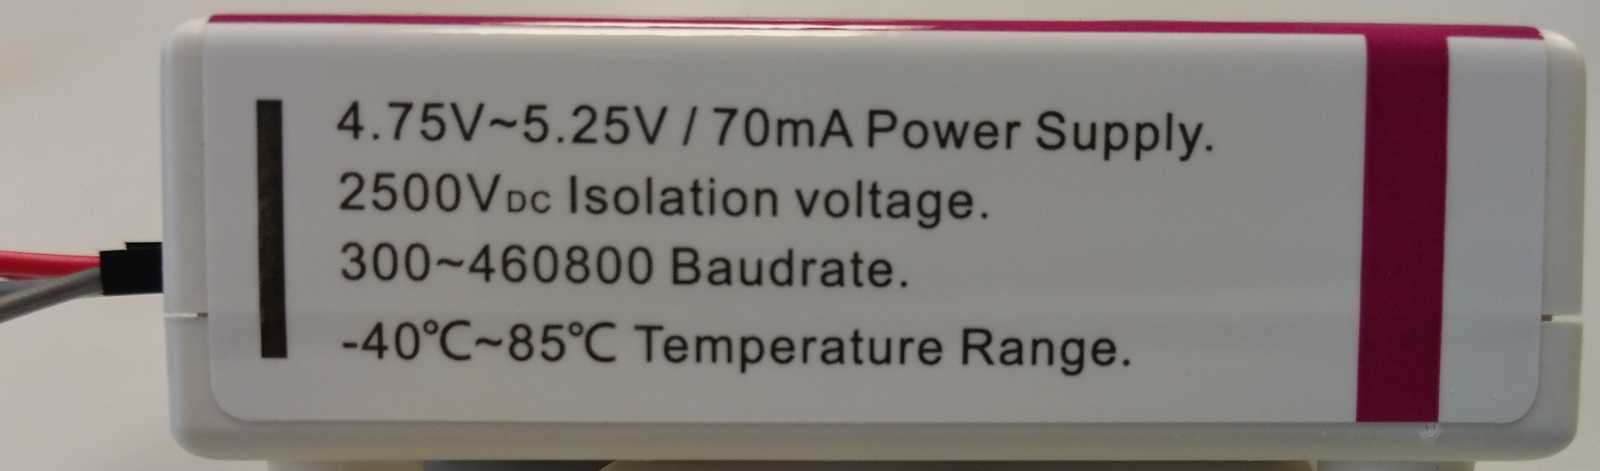 4.75V~5.25V / 70mA Power Supply.
2500VDC Isolation voltage.
300~460800 Baudrate.
-40℃~85℃ Temperature Range.